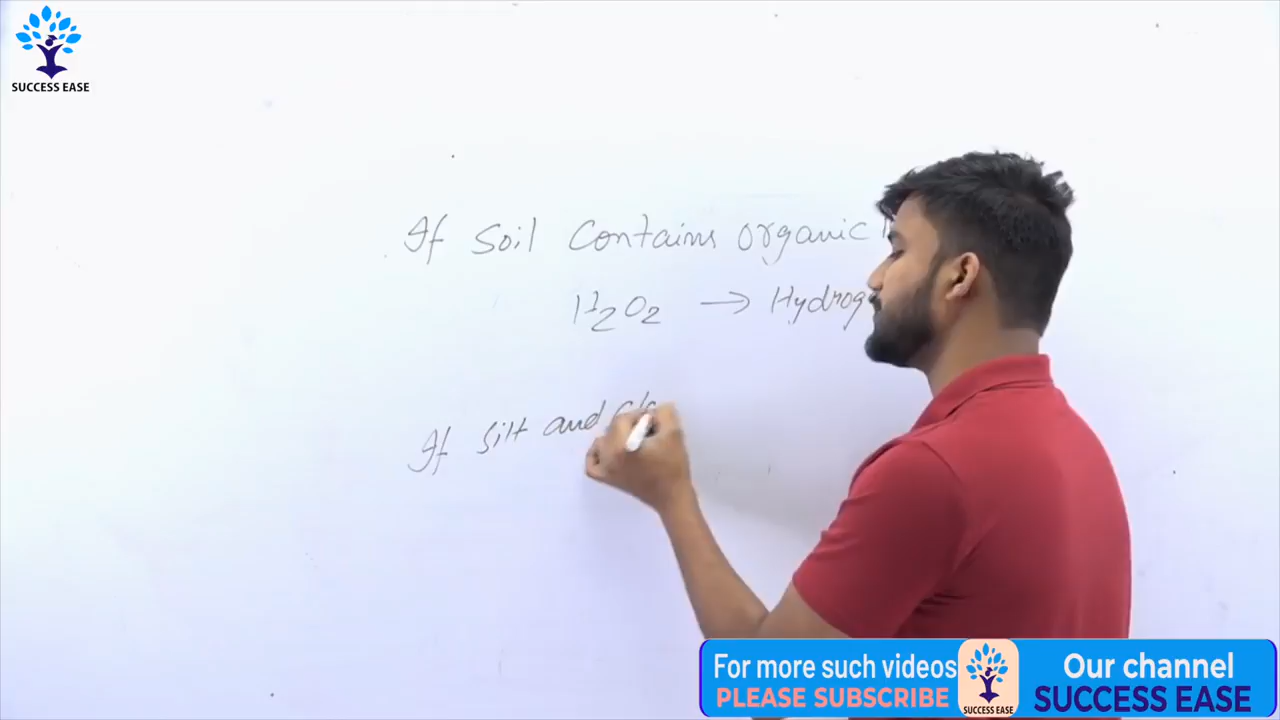 SUCCESS EASE
If Soil Contains organic
H2O2 → Hydrog
If Silt and Cla
For more such videos
PLEASE SUBSCRIBE
SUCCESS EASE
Our channel
SUCCESS EASE